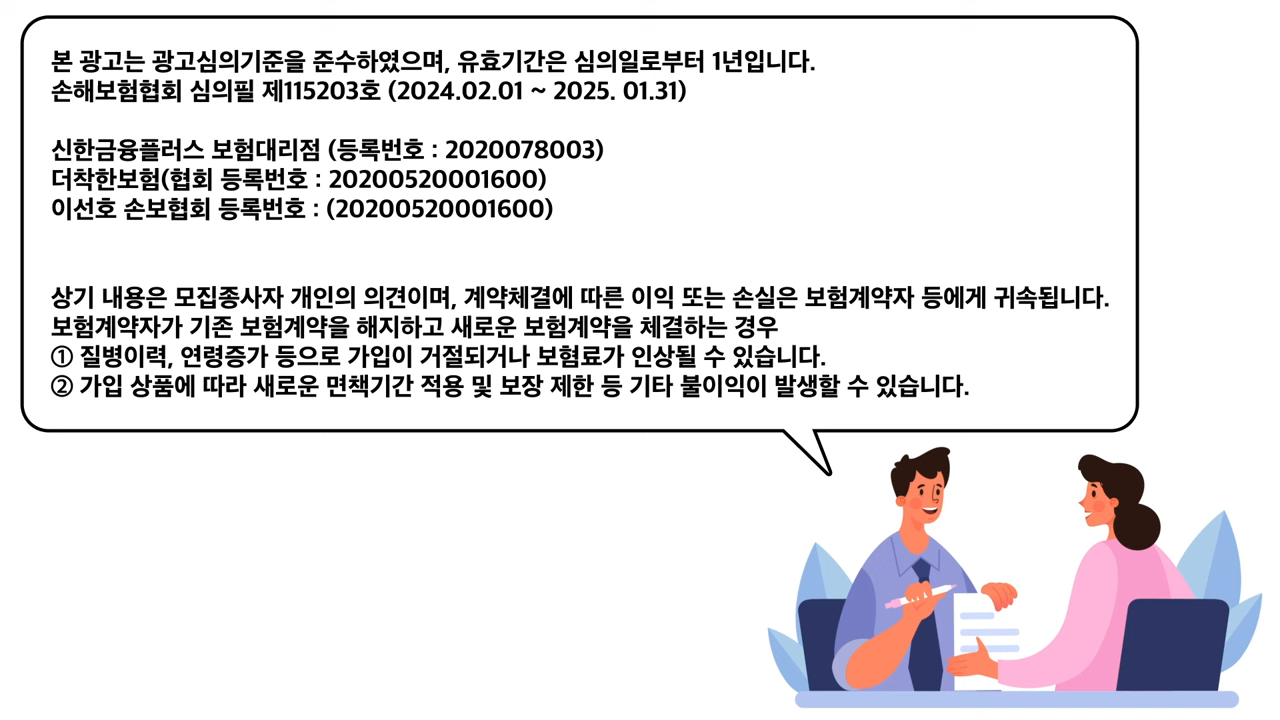 본 광고는 광고심의기준을 준수하였으며, 유효기간은 심의일로부터 1년입니다.
손해보험협회 심의필 제115203호 (2024.02.01 ~ 2025. 01.31)
신한금융플러스 보험대리점 (등록번호 : 2020078003)
더착한보험(협회 등록번호 : 20200520001600)
이선호 손보협회 등록번호 : (20200520001600)
상기 내용은 모집종사자 개인의 의견이며, 계약체결에 따른 이익 또는 손실은 보험계약자 등에게 귀속됩니다.
보험계약자가 기존 보험계약을 해지하고 새로운 보험계약을 체결하는 경우
① 질병이력, 연령증가 등으로 가입이 거절되거나 보험료가 인상될 수 있습니다.
② 가입 상품에 따라 새로운 면책기간 적용 및 보장 제한 등 기타 불이익이 발생할 수 있습니다.